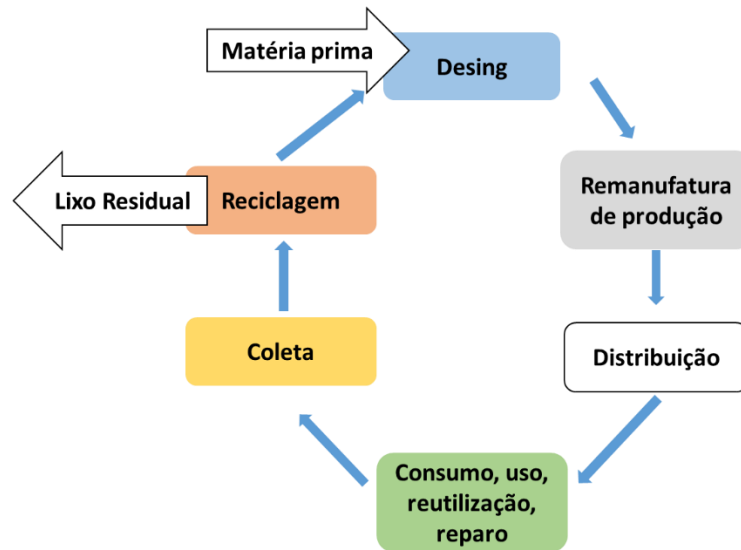 Matéria prima
Desing
Remanufatura
de produção
Distribuição
Consumo, uso,
reutilização,
reparo
Coleta
Reciclagem
Lixo Residual